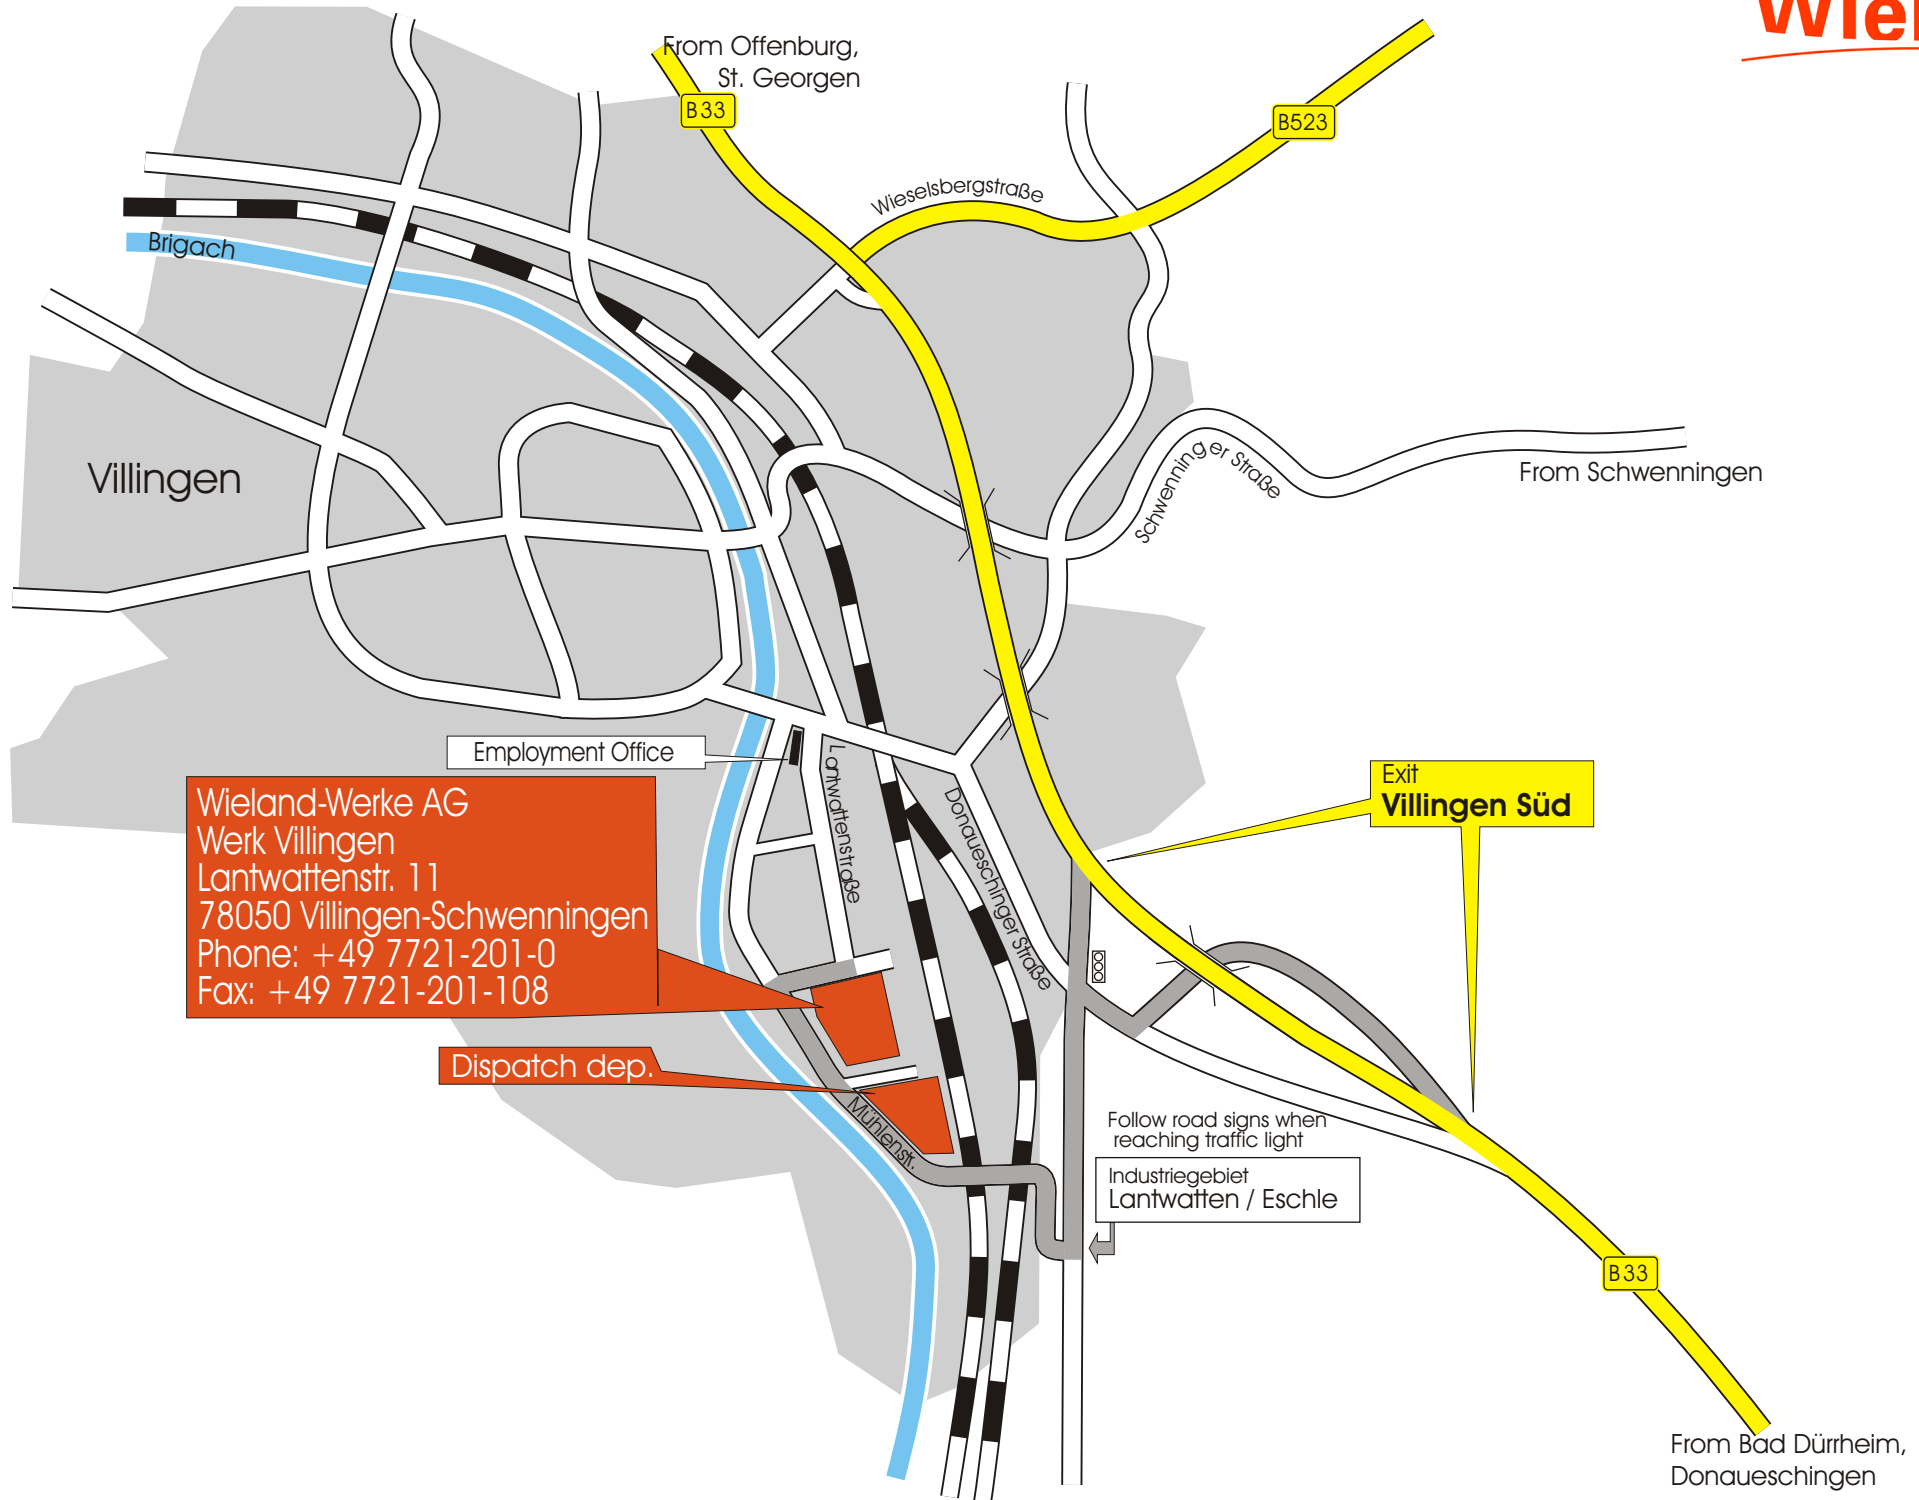 From Offenburg,
St. Georgen
B33
B523
Wieselsbergstraße
Brigach
Villingen
Schwenninger Straße
From Schwenningen
Employment Office
Lantwattenstraße
Donaueschinger Straße
Exit
Villingen Süd
Wieland-Werke AG
Werk Villingen
Lantwattenstr. 11
78050 Villingen-Schwenningen
Phone: +49 7721-201-0
Fax: +49 7721-201-108
Dispatch dep.
Mühlenstr.
Follow road signs when
reaching traffic light
Industriegebiet
Lantwatten / Eschle
B33
From Bad Dürrheim,
Donaueschingen